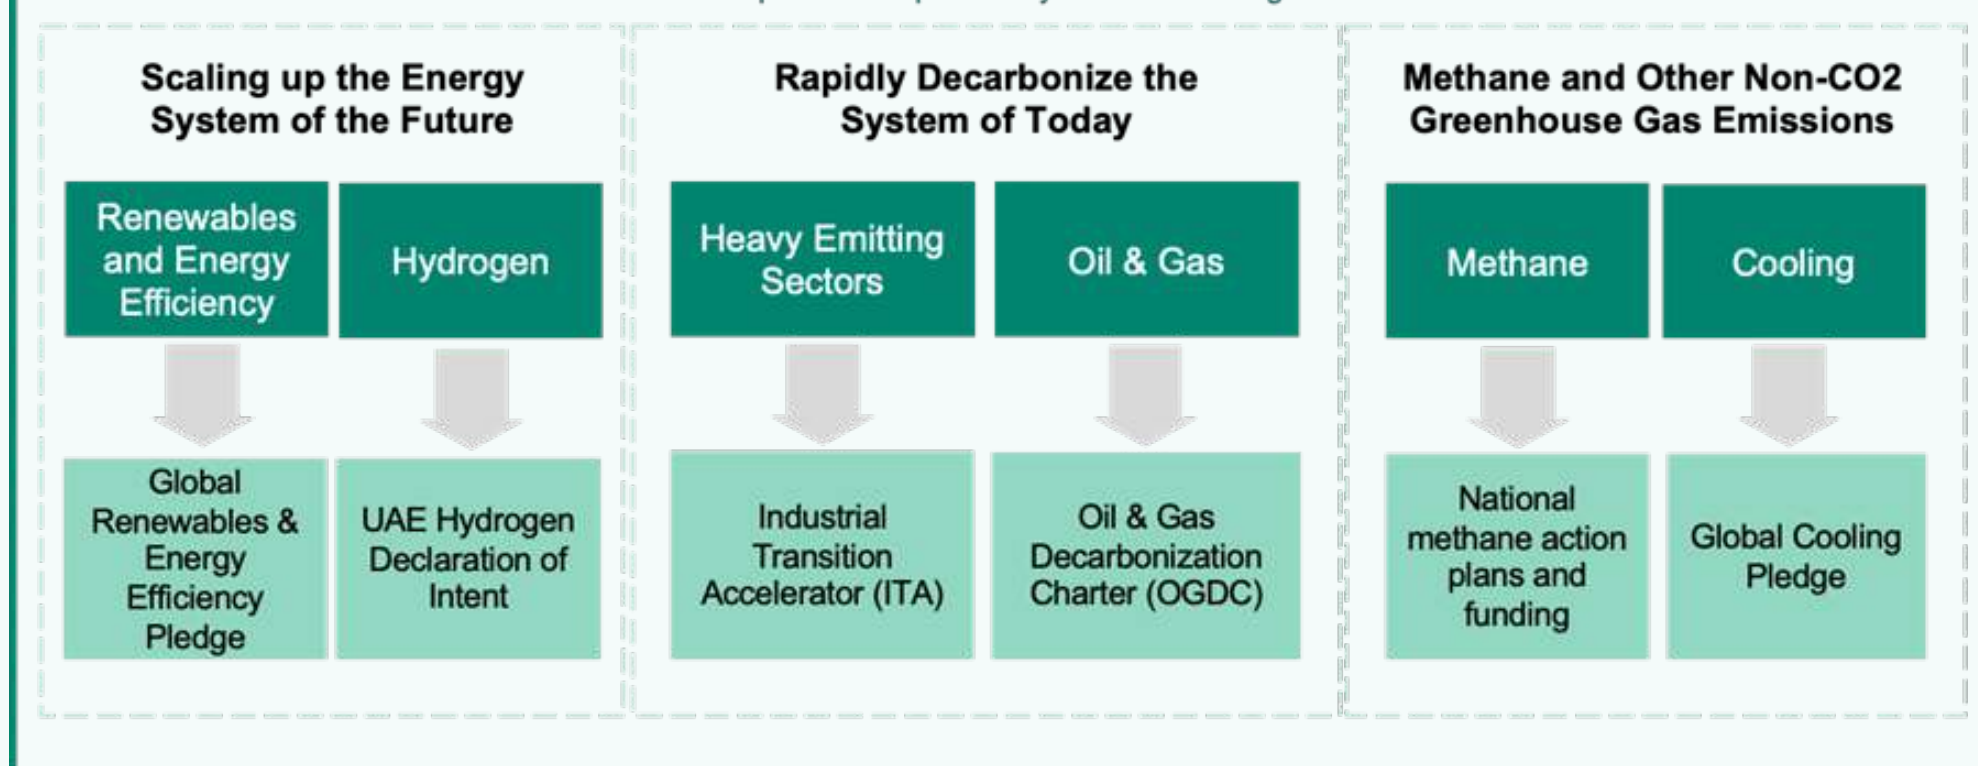 Scaling up the Energy
System of the Future
Rapidly Decarbonize the
System of Today
Methane and Other Non-CO2
Greenhouse Gas Emissions
Renewables
and Energy
Efficiency
Hydrogen
Heavy Emitting
Sectors
Oil & Gas
Methane
Cooling
Global
Renewables &
Energy
Efficiency
Pledge
UAE Hydrogen
Declaration of
Intent
Industrial
Transition
Accelerator (ITA)
Oil & Gas
Decarbonization
Charter (OGDC)
National
methane action
plans and
funding
Global Cooling
Pledge